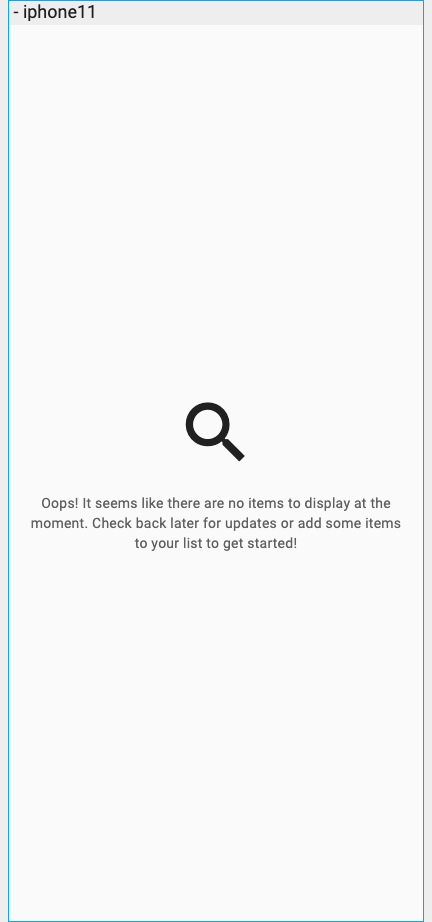 - iphone11
Oops! It seems like there are no items to display at the
moment. Check back later for updates or add some items
to your list to get started!